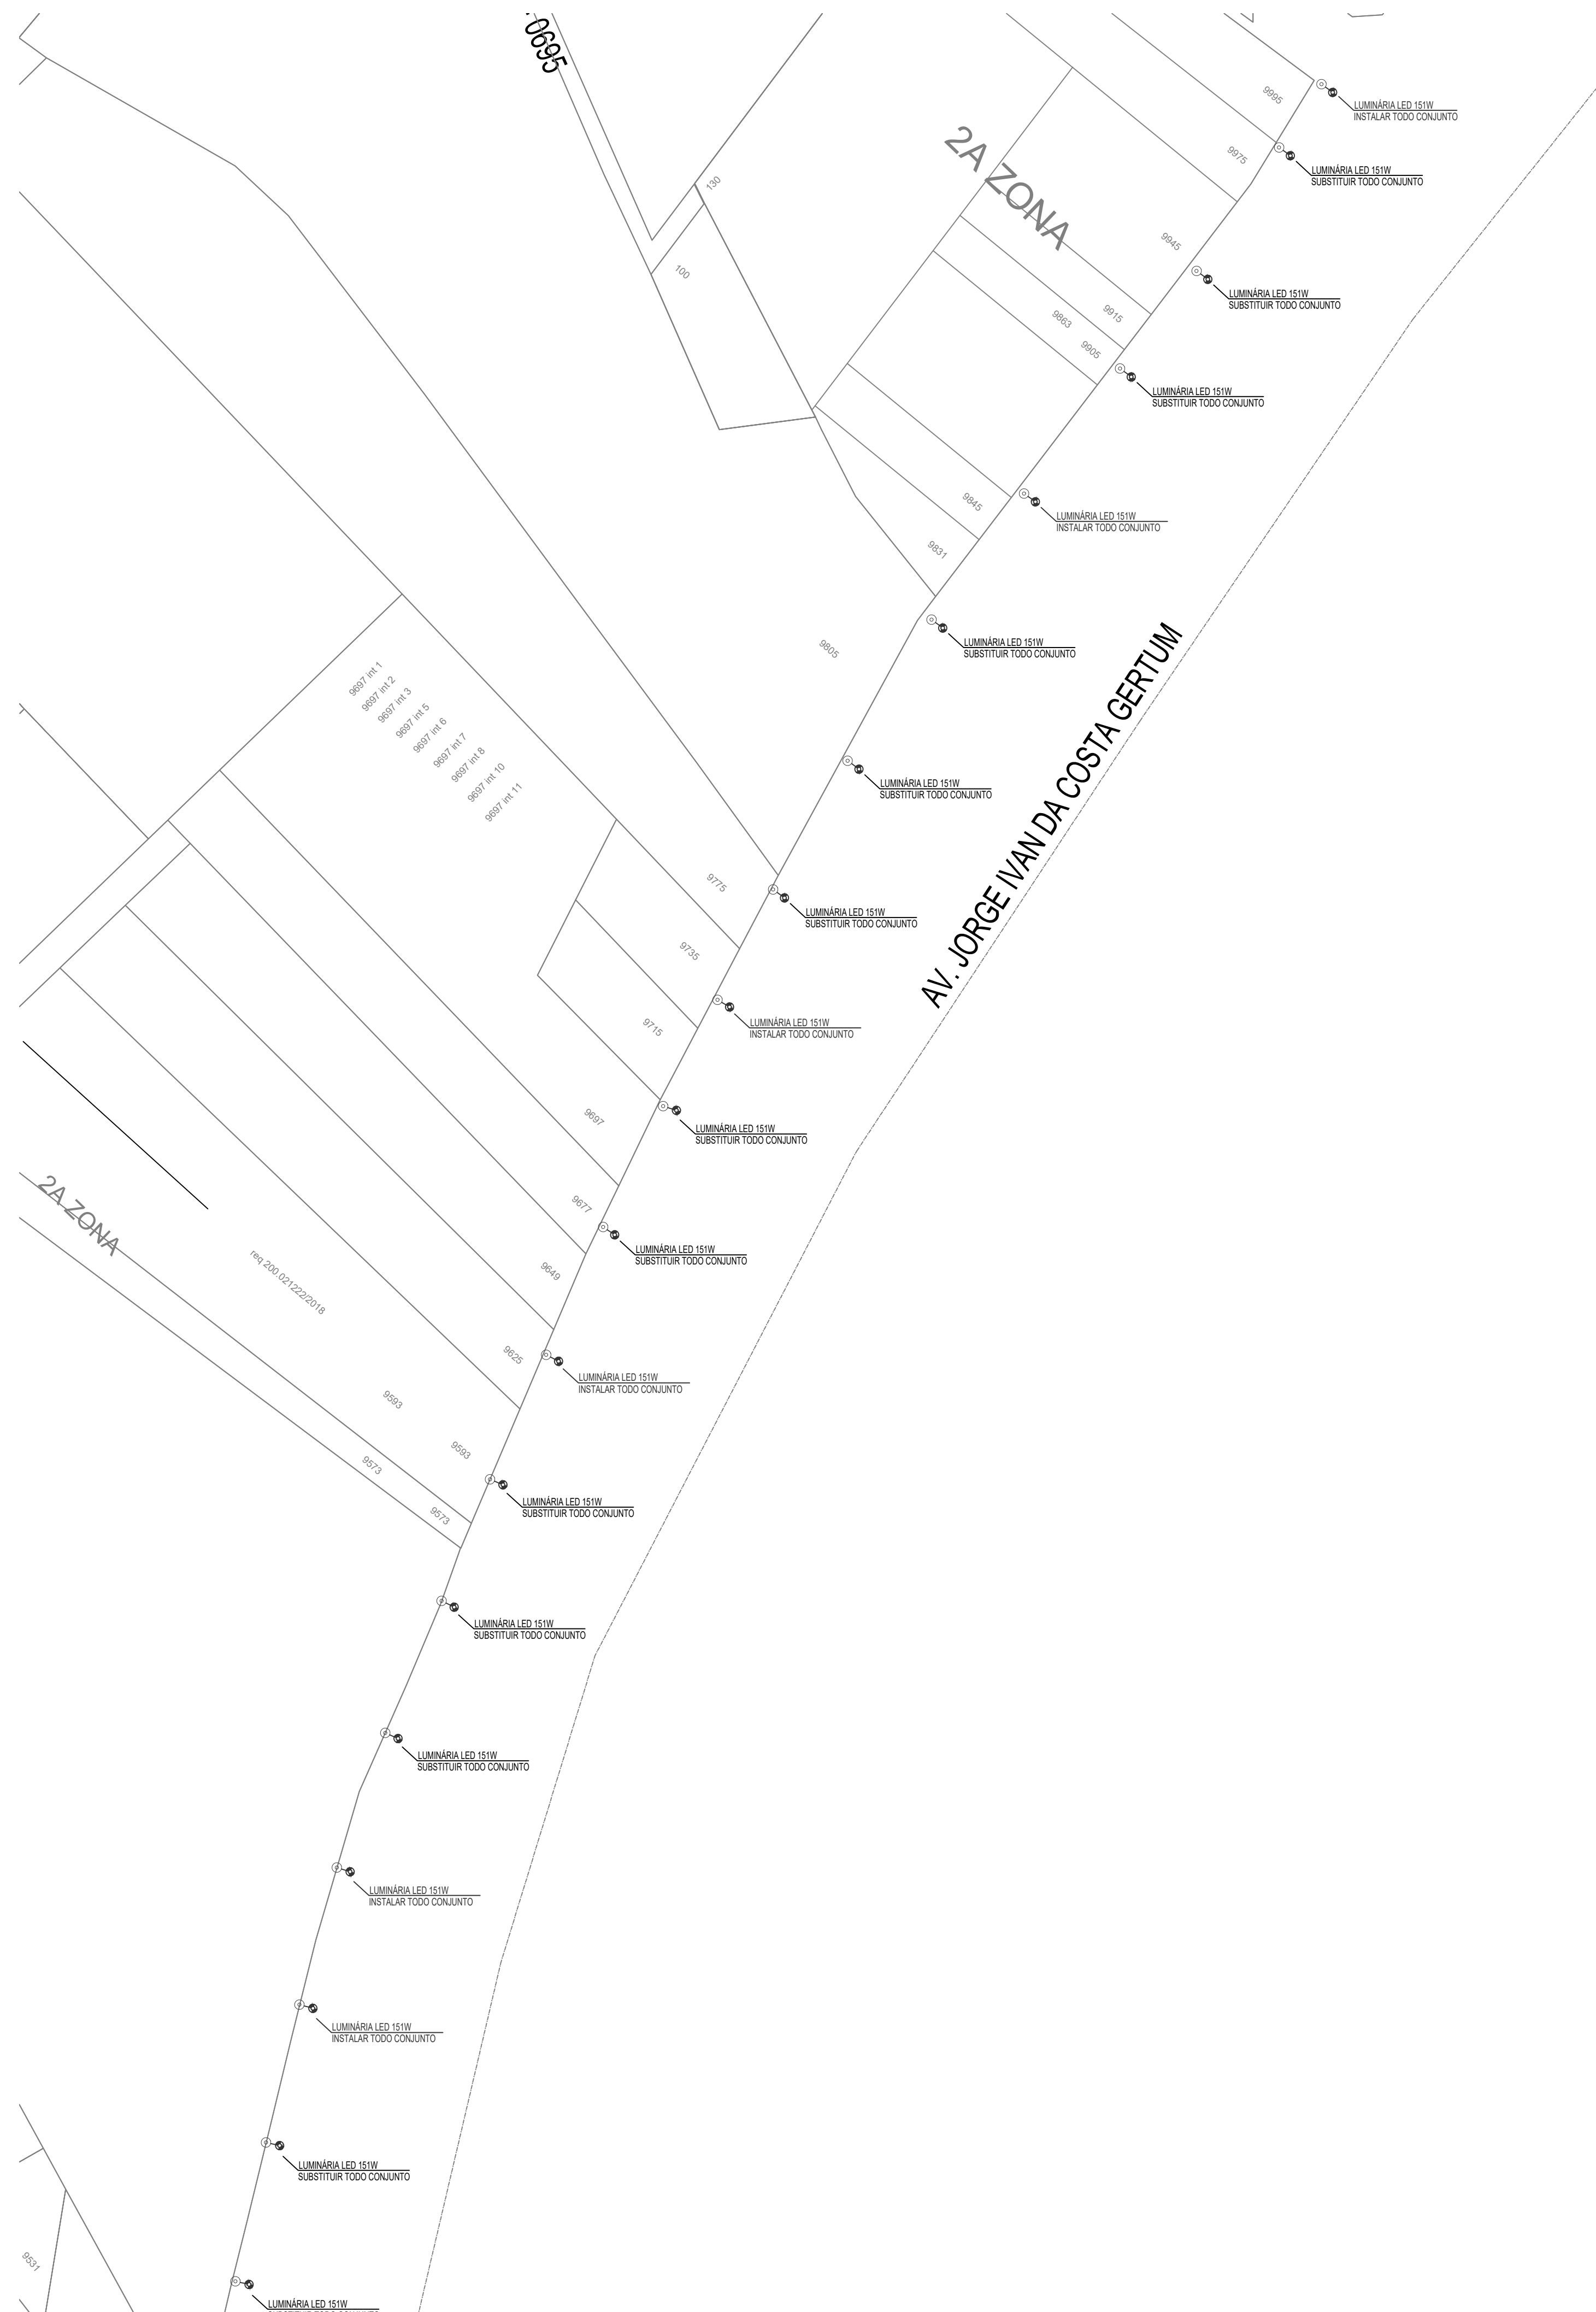 -0695
9995
LUMINÁRIA LED 151W
INSTALAR TODO CONJUNTO
9975
LUMINÁRIA LED 151W
SUBSTITUIR TODO CONJUNTO
2A ZONA
130
9945
100
LUMINÁRIA LED 151W
SUBSTITUIR TODO CONJUNTO
9915
9863
9905
LUMINÁRIA LED 151W
SUBSTITUIR TODO CONJUNTO
9845
LUMINÁRIA LED 151W
INSTALAR TODO CONJUNTO
9831
9805
LUMINÁRIA LED 151W
SUBSTITUIR TODO CONJUNTO
9697 int 1
9697 int 2
9697 int 3
9697 int 5
9697 int 6
9697 int 7
9697 int 8
9697 int 10
9697 int 11
AV. JORGE IVAN DA COSTA GERTUM
LUMINÁRIA LED 151W
SUBSTITUIR TODO CONJUNTO
9775
LUMINÁRIA LED 151W
SUBSTITUIR TODO CONJUNTO
9735
9715
LUMINÁRIA LED 151W
INSTALAR TODO CONJUNTO
9697
LUMINÁRIA LED 151W
SUBSTITUIR TODO CONJUNTO
2A ZONA
9677
LUMINÁRIA LED 151W
SUBSTITUIR TODO CONJUNTO
req 200.021222/2018
9649
9625
LUMINÁRIA LED 151W
INSTALAR TODO CONJUNTO
9593
9593
9573
LUMINÁRIA LED 151W
SUBSTITUIR TODO CONJUNTO
9573
LUMINÁRIA LED 151W
SUBSTITUIR TODO CONJUNTO
LUMINÁRIA LED 151W
SUBSTITUIR TODO CONJUNTO
LUMINÁRIA LED 151W
INSTALAR TODO CONJUNTO
LUMINÁRIA LED 151W
INSTALAR TODO CONJUNTO
LUMINÁRIA LED 151W
SUBSTITUIR TODO CONJUNTO
9531
LUMINÁRIA LED 151W